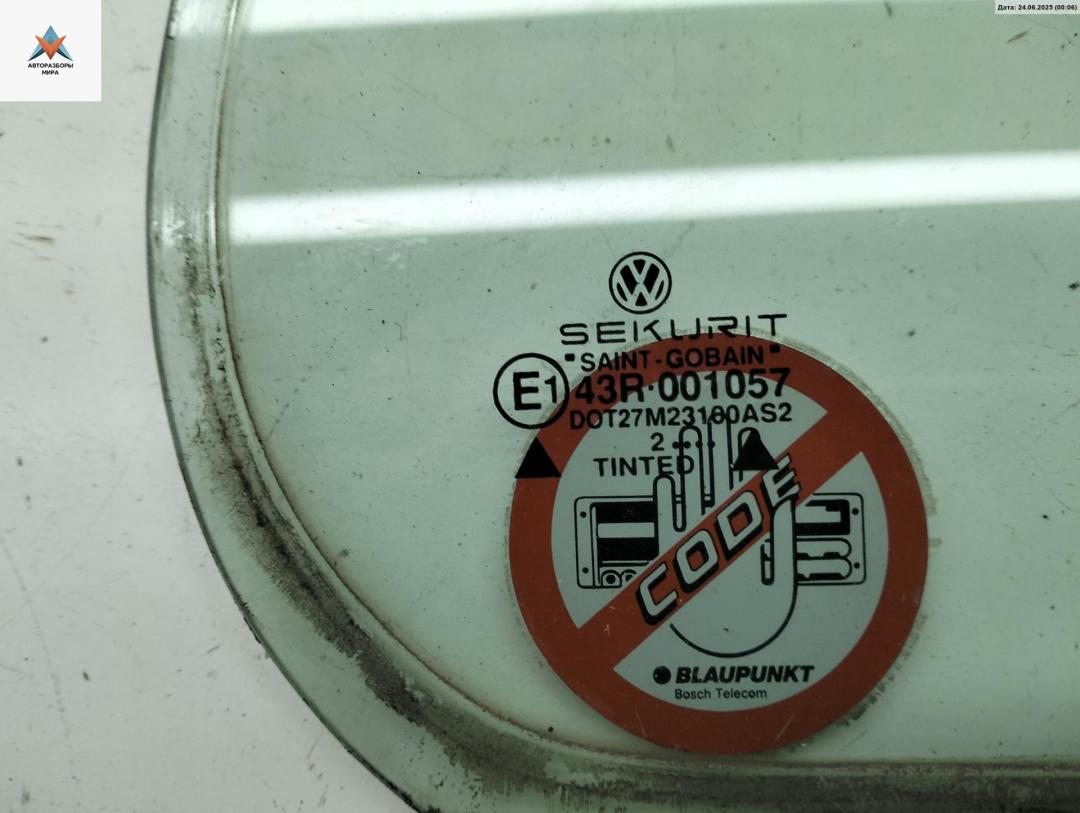 АВТОРАЗБОРЫ
МИРА
Дата: 24.06.2025 (00:06)
SEKURIT
"SAINT-GOBAIN"
E1 43R-001057
DOT27M23180AS2
2
TINTED
CODE
BLAUPUNKT
Bosch Telecom